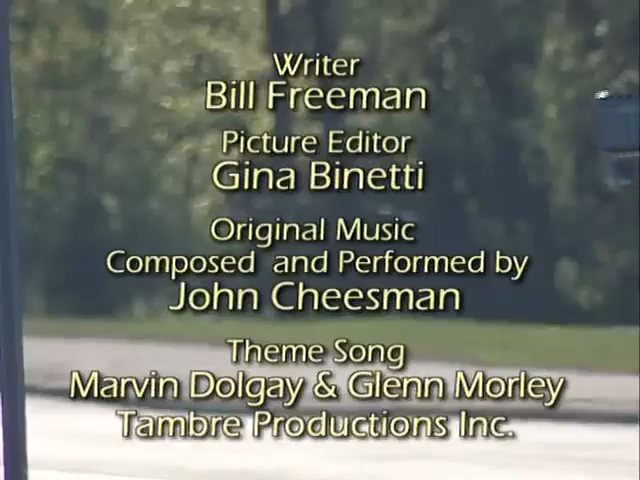 Writer
Bill Freeman
Picture Editor
Gina Binetti
Original Music
Composed and Performed by
John Cheesman
Theme Song
Marvin Dolgay & Glenn Morley
Tambre Productions Inc.